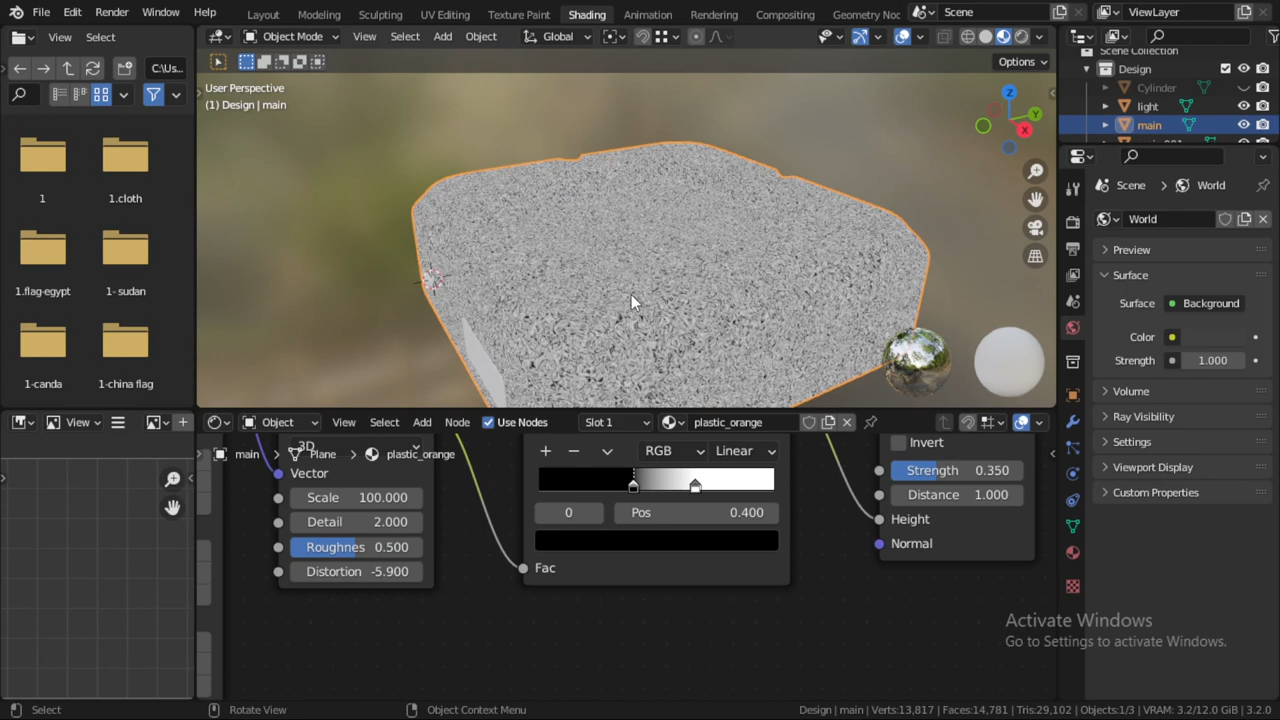 File Edit Render Window Help
Layout Modeling Sculpting UV Editing Texture Paint Shading Animation Rendering Compositing Geometry Noc
Scene ViewLayer
View Select
Object Mode View Select Add Object Global
Options
C:\Us...
User Perspective
(1) Design | main
Z Y X
1 1.cloth
1.flag-egypt 1- sudan
1-canda 1-china flag
Scene Collection
Design
Cylinder
light
main
Scene World
World
Preview
Surface
Surface Background
Color
Strength 1.000
Volume
Ray Visibility
Settings
Viewport Display
Custom Properties
View
Object View Select Add Node Use Nodes Slot 1 plastic_orange
main Plane plastic_orange
3D
Vector
Scale 100.000
Detail 2.000
Roughnes 0.500
Distortion -5.900
RGB Linear
0 Pos 0.400
Fac
Invert
Strength 0.350
Distance 1.000
Height
Normal
Activate Windows
Go to Settings to activate Windows.
Select Rotate View Object Context Menu
Design | main | Verts:13,817 | Faces:14,781 | Tris:29,102 | Objects:1/3 | VRAM: 3.2/12.0 GiB | 3.2.0